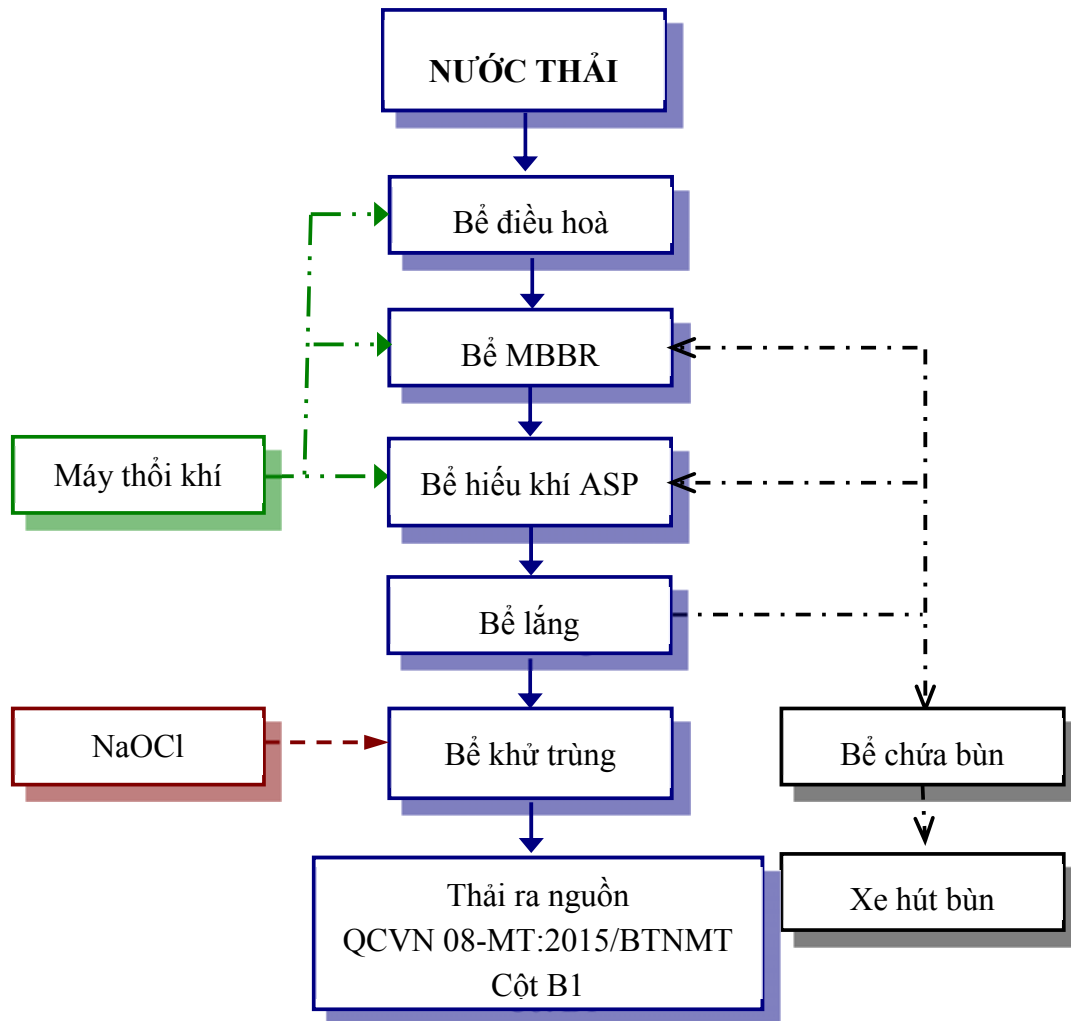 NƯỚC THẢI
Bể điều hoà
Bể MBBR
Máy thổi khí
Bể hiếu khí ASP
Bể lắng
NaOCl
Bể khử trùng
Bể chứa bùn
Thải ra nguồn
QCVN 08-MT:2015/BTNMT
Cột B1
Xe hút bùn